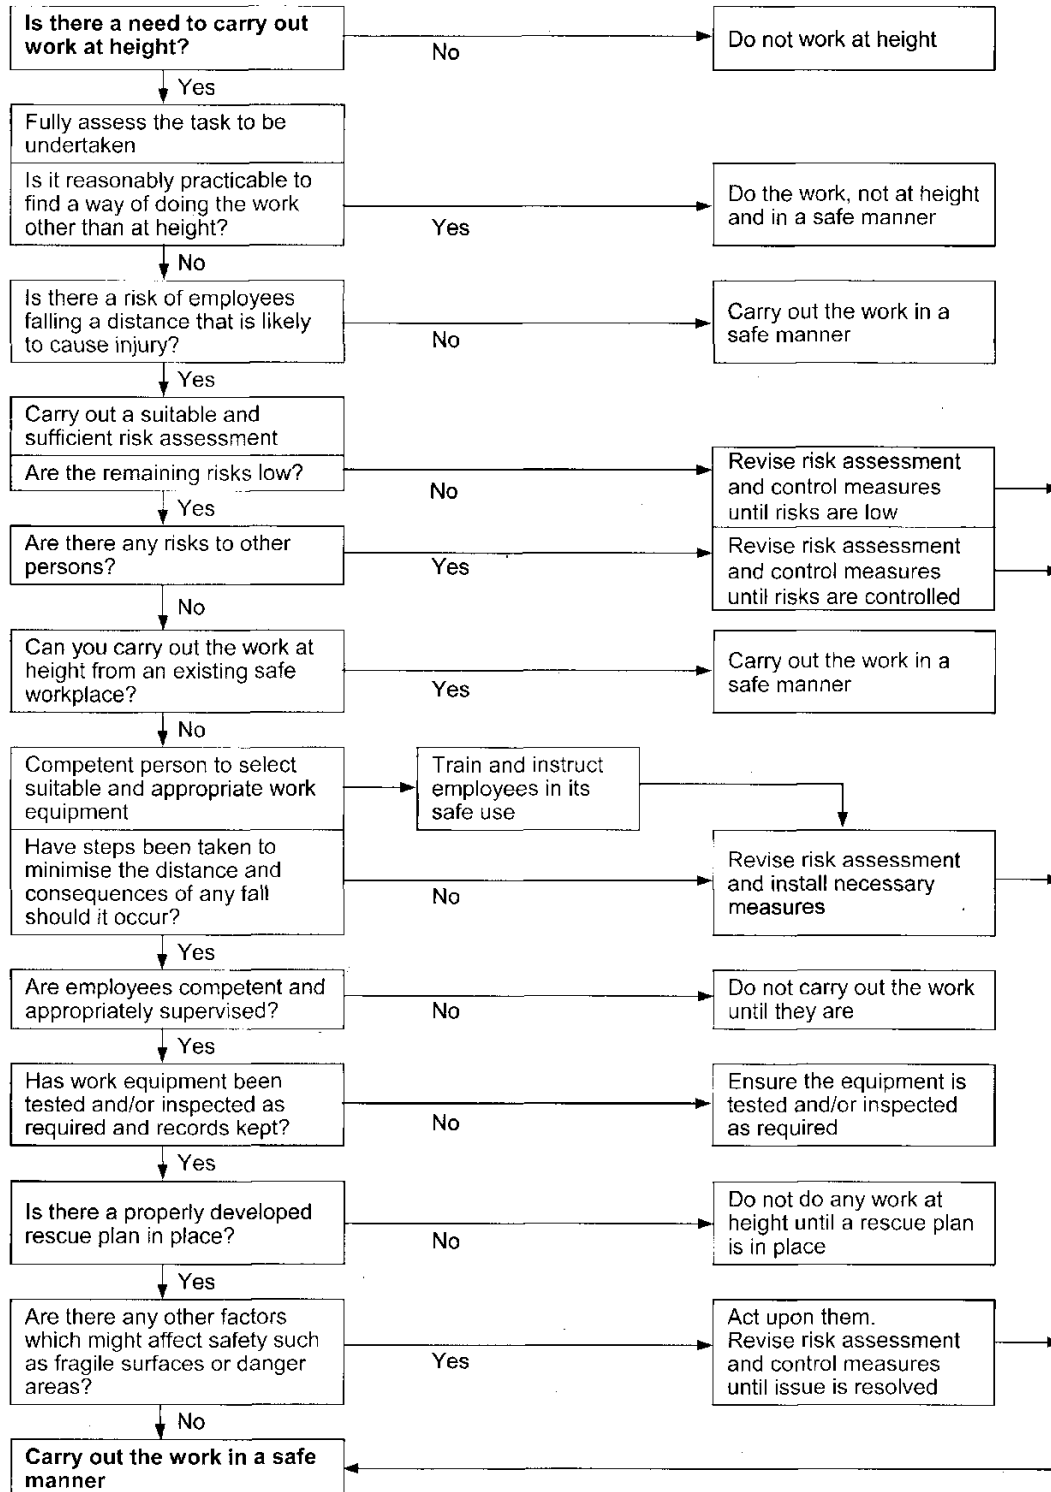 Is there a need to carry out
work at height?
No
Do not work at height
Yes
Fully assess the task to be
undertaken
Is it reasonably practicable to
find a way of doing the work
other than at height?
Yes
Do the work, not at height
and in a safe manner
No
Is there a risk of employees
falling a distance that is likely
to cause injury?
No
Carry out the work in a
safe manner
Yes
Carry out a suitable and
sufficient risk assessment
Are the remaining risks low?
No
Revise risk assessment
and control measures
until risks are low
Yes
Are there any risks to other
persons?
Yes
Revise risk assessment
and control measures
until risks are controlled
No
Can you carry out the work at
height from an existing safe
workplace?
Yes
Carry out the work in a
safe manner
No
Competent person to select
suitable and appropriate work
equipment
Train and instruct
employees in its
safe use
Have steps been taken to
minimise the distance and
consequences of any fall
should it occur?
No
Revise risk assessment
and install necessary
measures
Yes
Are employees competent and
appropriately supervised?
No
Do not carry out the work
until they are
Yes
Has work equipment been
tested and/or inspected as
required and records kept?
No
Ensure the equipment is
tested and/or inspected
as required
Yes
Is there a properly developed
rescue plan in place?
No
Do not do any work at
height until a rescue plan
is in place
Yes
Are there any other factors
which might affect safety such
as fragile surfaces or danger
areas?
Yes
Act upon them.
Revise risk assessment
and control measures
until issue is resolved
No
Carry out the work in a safe
manner